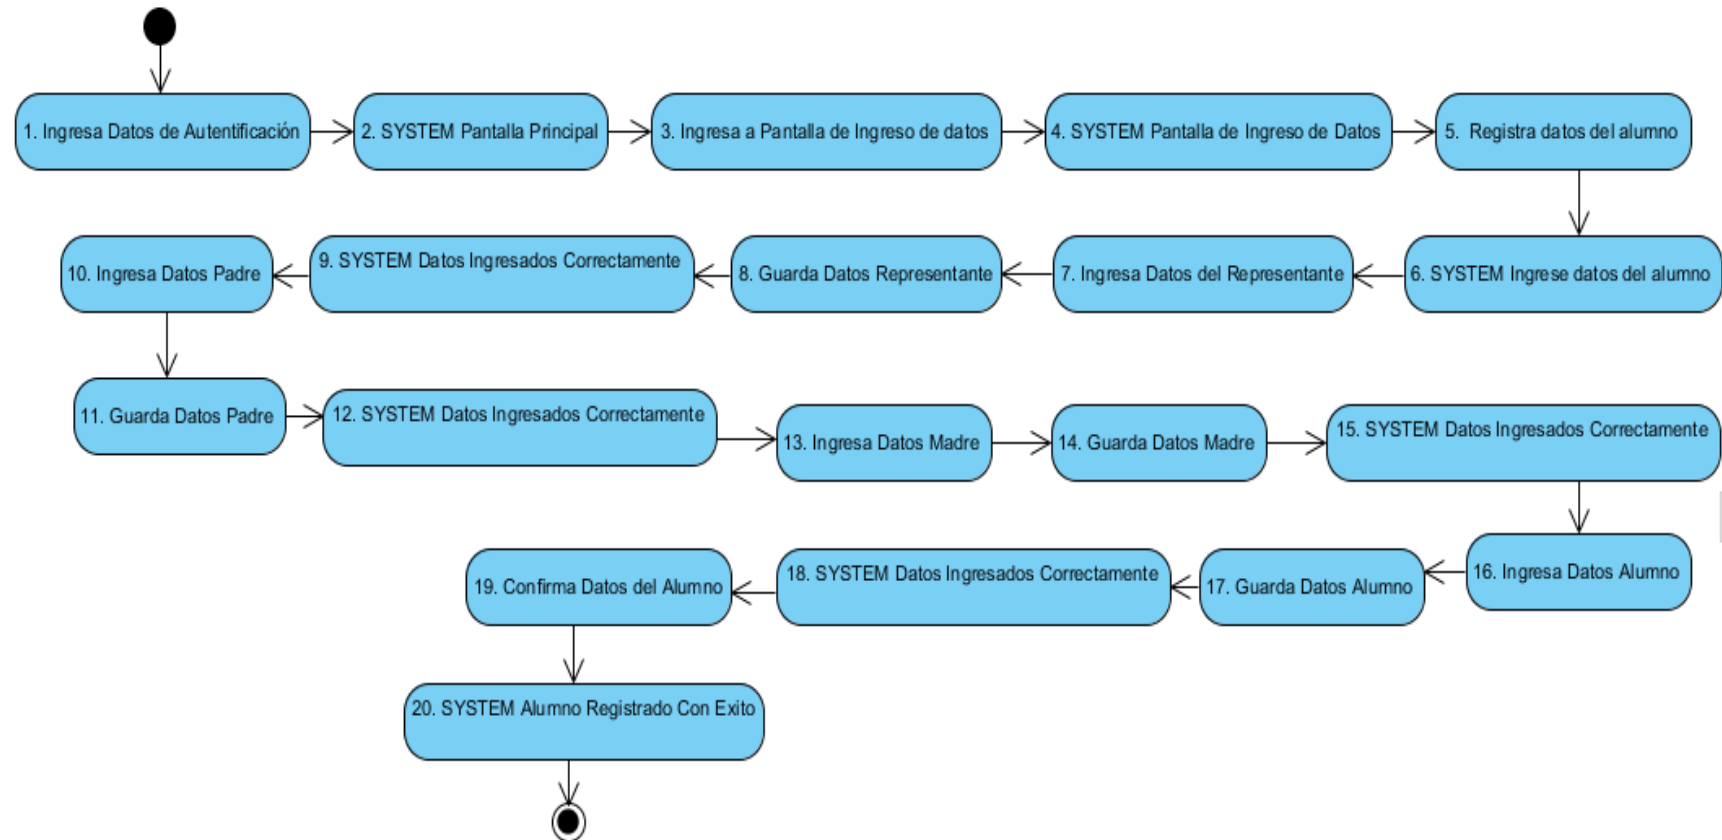 1. Ingresa Datos de Autentificación
2. SYSTEM Pantalla Principal
3. Ingresa a Pantalla de Ingreso de datos
4. SYSTEM Pantalla de Ingreso de Datos
5. Registra datos del alumno
6. SYSTEM Ingrese datos del alumno
7. Ingresa Datos del Representante
8. Guarda Datos Representante
9. SYSTEM Datos Ingresados Correctamente
10. Ingresa Datos Padre
11. Guarda Datos Padre
12. SYSTEM Datos Ingresados Correctamente
13. Ingresa Datos Madre
14. Guarda Datos Madre
15. SYSTEM Datos Ingresados Correctamente
16. Ingresa Datos Alumno
17. Guarda Datos Alumno
18. SYSTEM Datos Ingresados Correctamente
19. Confirma Datos del Alumno
20. SYSTEM Alumno Registrado Con Exito